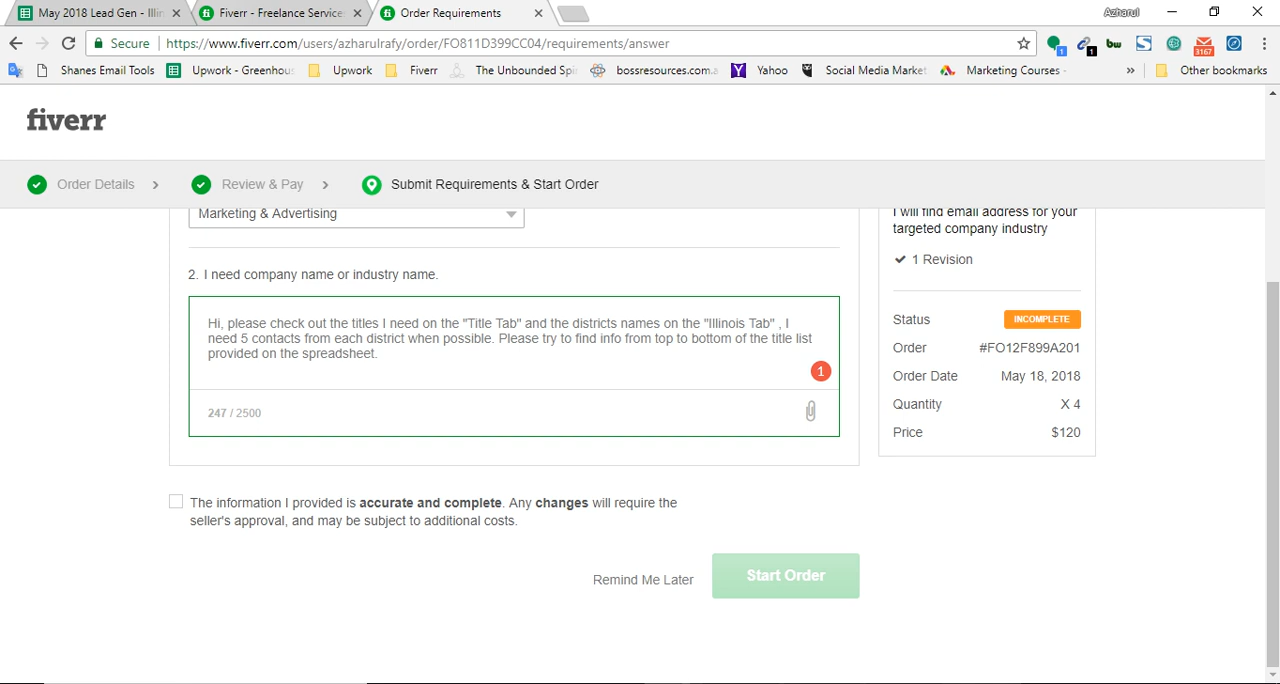 May 2018 Lead Gen - Illin
Fiverr - Freelance Service
Order Requirements
Azharul
Secure
https://www.fiverr.com/users/azharulrafy/order/FO811D399CC04/requirements/answer
1
1
bw
3167
Shanes Email Tools
Upwork - Greenhous
Upwork
Fiverr
The Unbounded Spi
bossresources.com.a
Yahoo
Social Media Market
Marketing Courses -
»
Other bookmarks
fiverr
Order Details
Review & Pay
Submit Requirements & Start Order
Marketing & Advertising
2. I need company name or industry name.
Hi, please check out the titles I need on the "Title Tab" and the districts names on the "Illinois Tab" , I
need 5 contacts from each district when possible. Please try to find info from top to bottom of the title list
provided on the spreadsheet.
1
247 / 2500
The information I provided is accurate and complete. Any changes will require the
seller's approval, and may be subject to additional costs.
Remind Me Later
Start Order
I will find email address for your
targeted company industry
1 Revision
Status INCOMPLETE
Order #FO12F899A201
Order Date May 18, 2018
Quantity X 4
Price $120